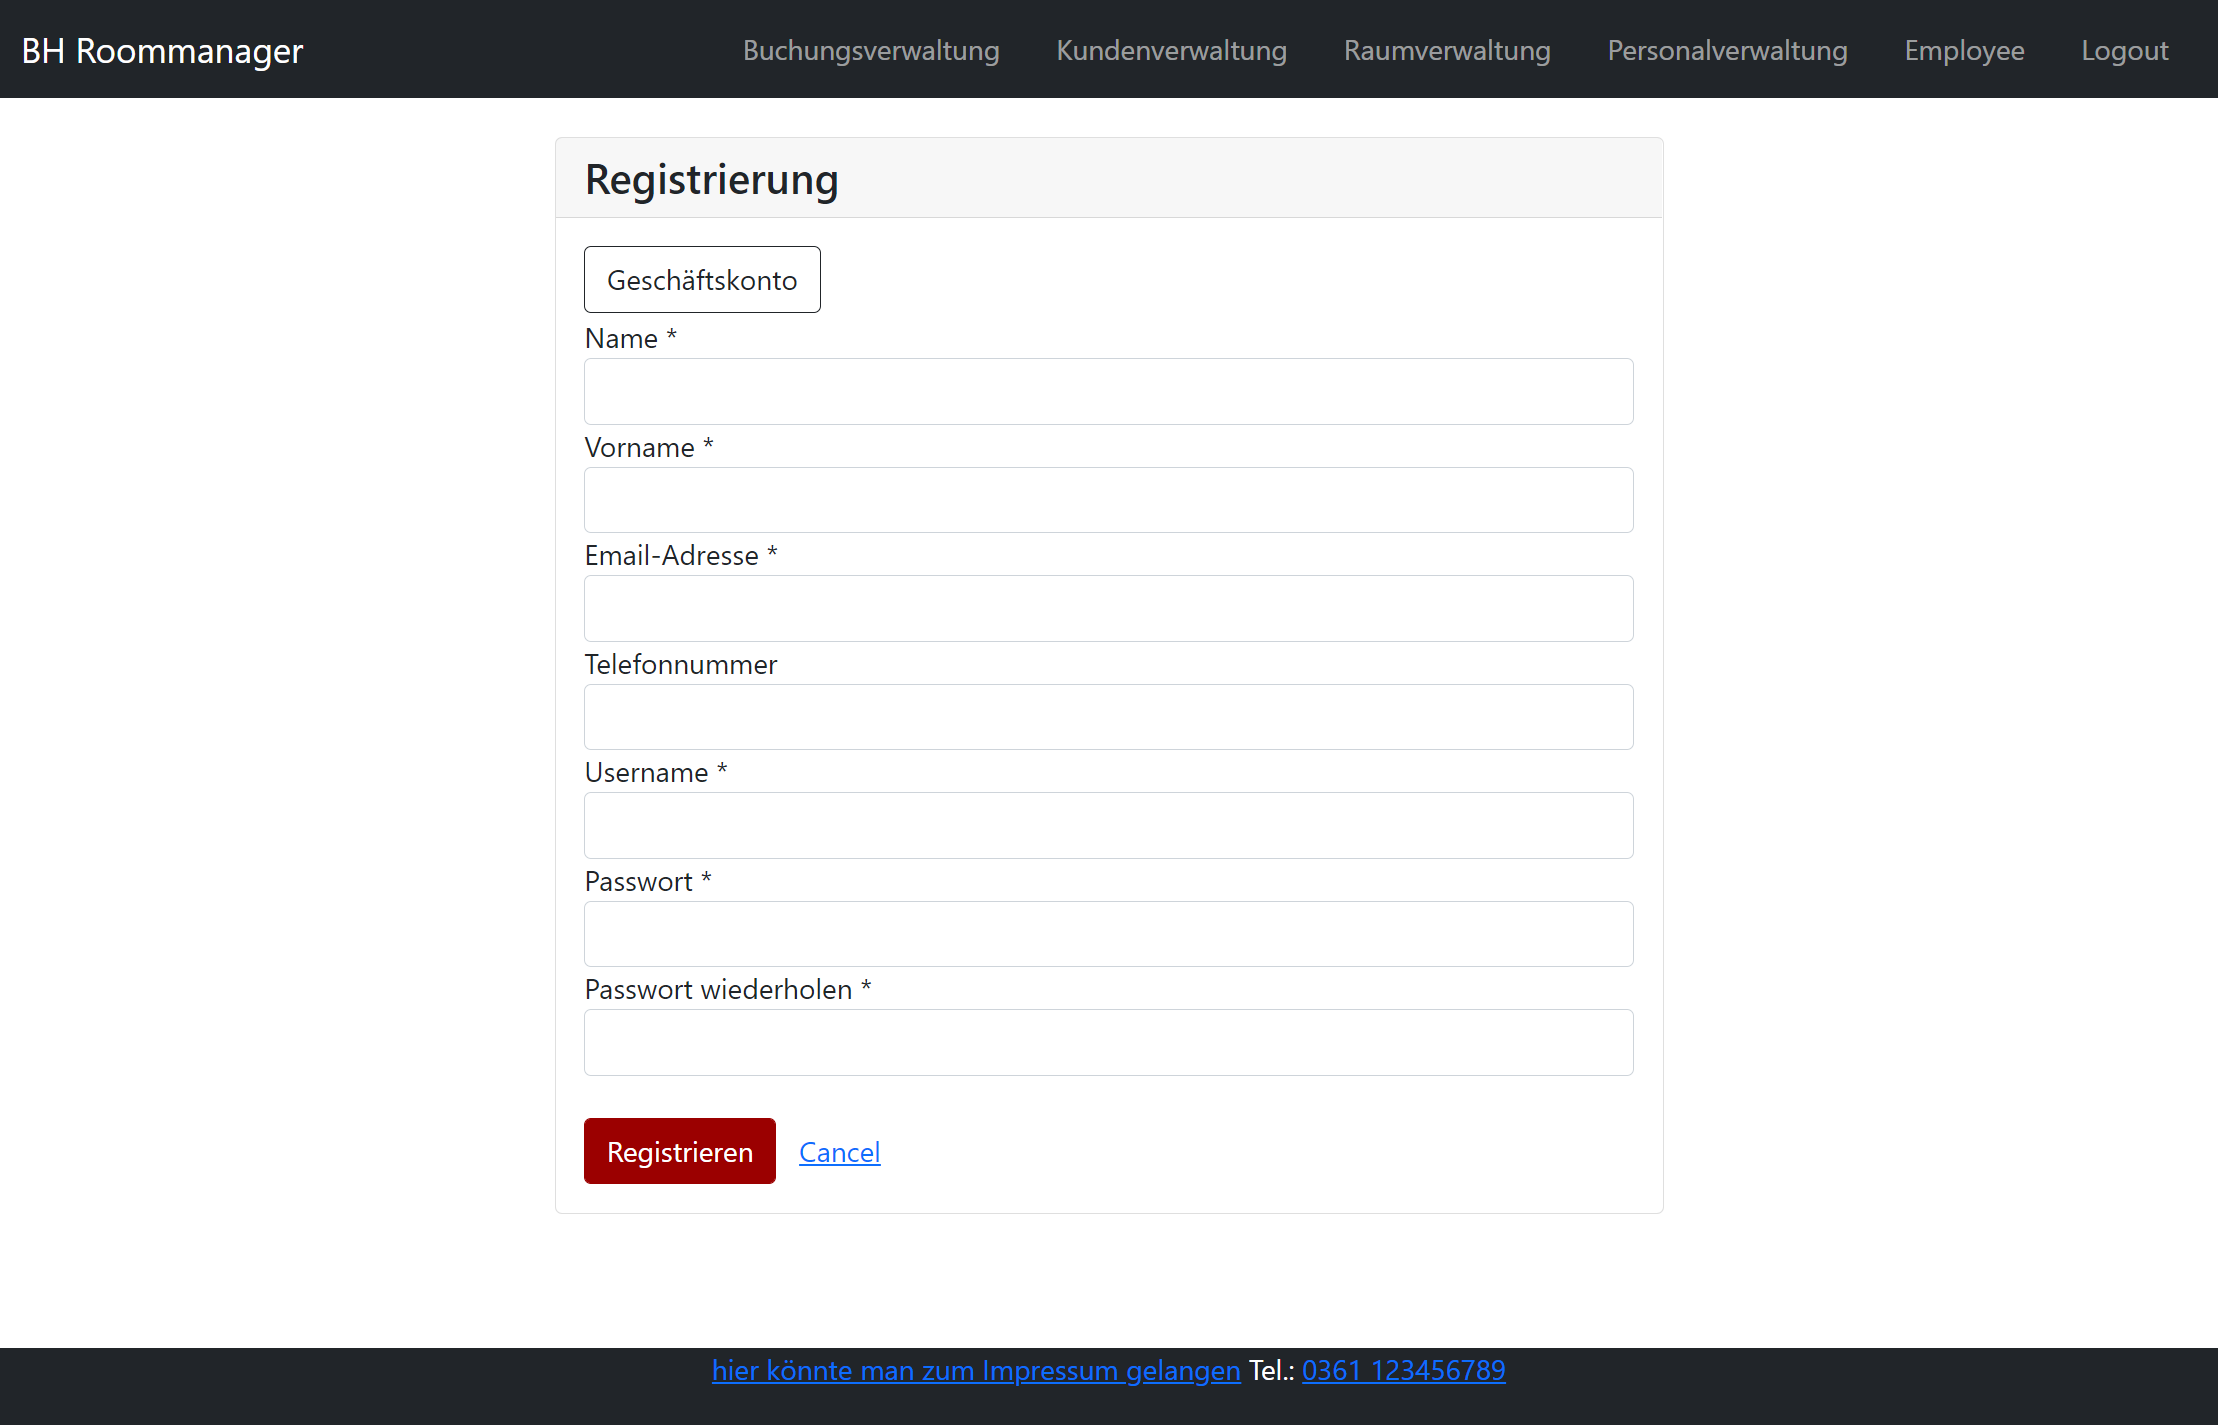 BH Roommanager Buchungsverwaltung Kundenverwaltung Raumverwaltung Personalverwaltung Employee Logout
Registrierung
Geschäftskonto
Name *
Vorname *
Email-Adresse *
Telefonnummer
Username *
Passwort *
Passwort wiederholen *
Registrieren Cancel
hier könnte man zum Impressum gelangen Tel.: 0361 123456789